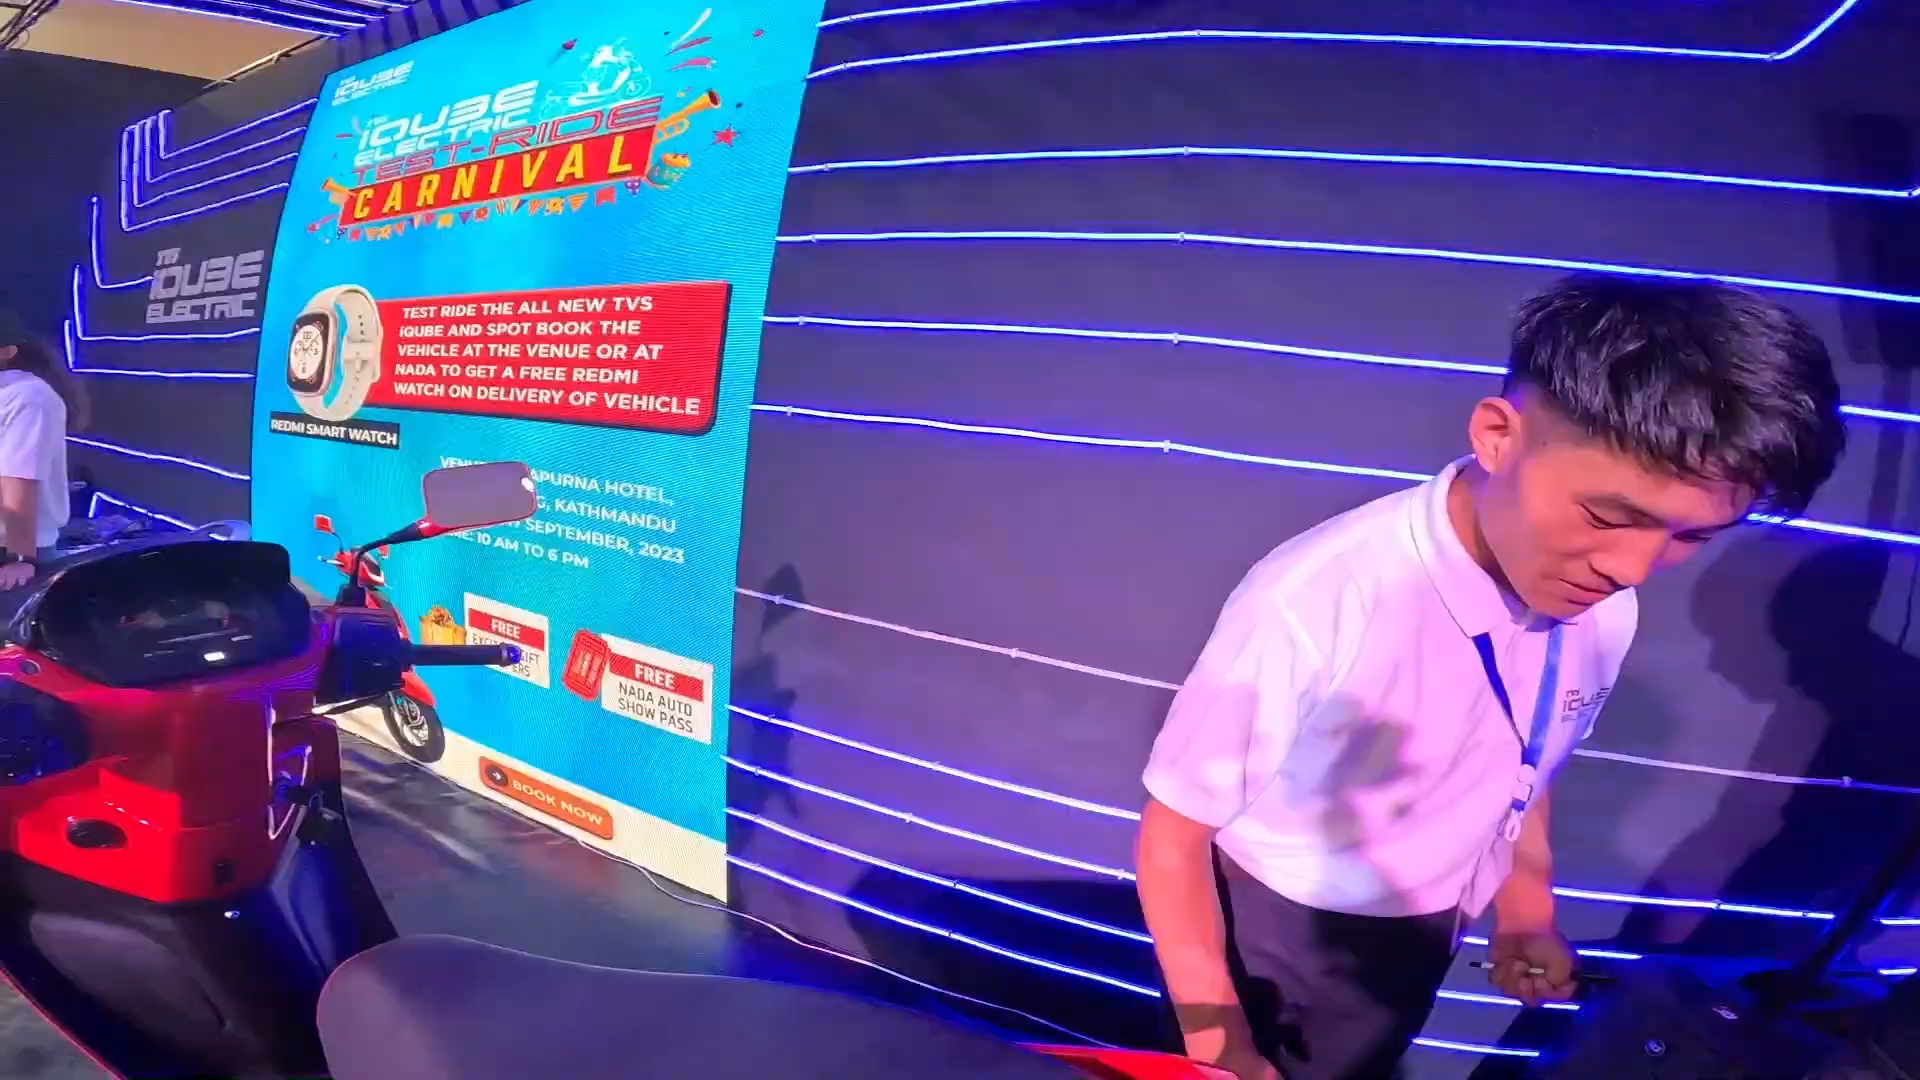 TVS
iQUBE
ELECTRIC
iQUBE
ELECTRIC
iQUBE
ELECTRIC
TEST-RIDE
CARNIVAL
TEST RIDE THE ALL NEW TVS
iQUBE AND SPOT BOOK THE
VEHICLE AT THE VENUE OR AT
NADA TO GET A FREE REDMI
WATCH ON DELIVERY OF VEHICLE
REDMI SMART WATCH
HOTEL,
KATHMANDU
SEPTEMBER, 2023
10 AM TO 6 PM
FREE
FREE
NADA AUTO
SHOW PASS
BOOK NOW
iQUBE